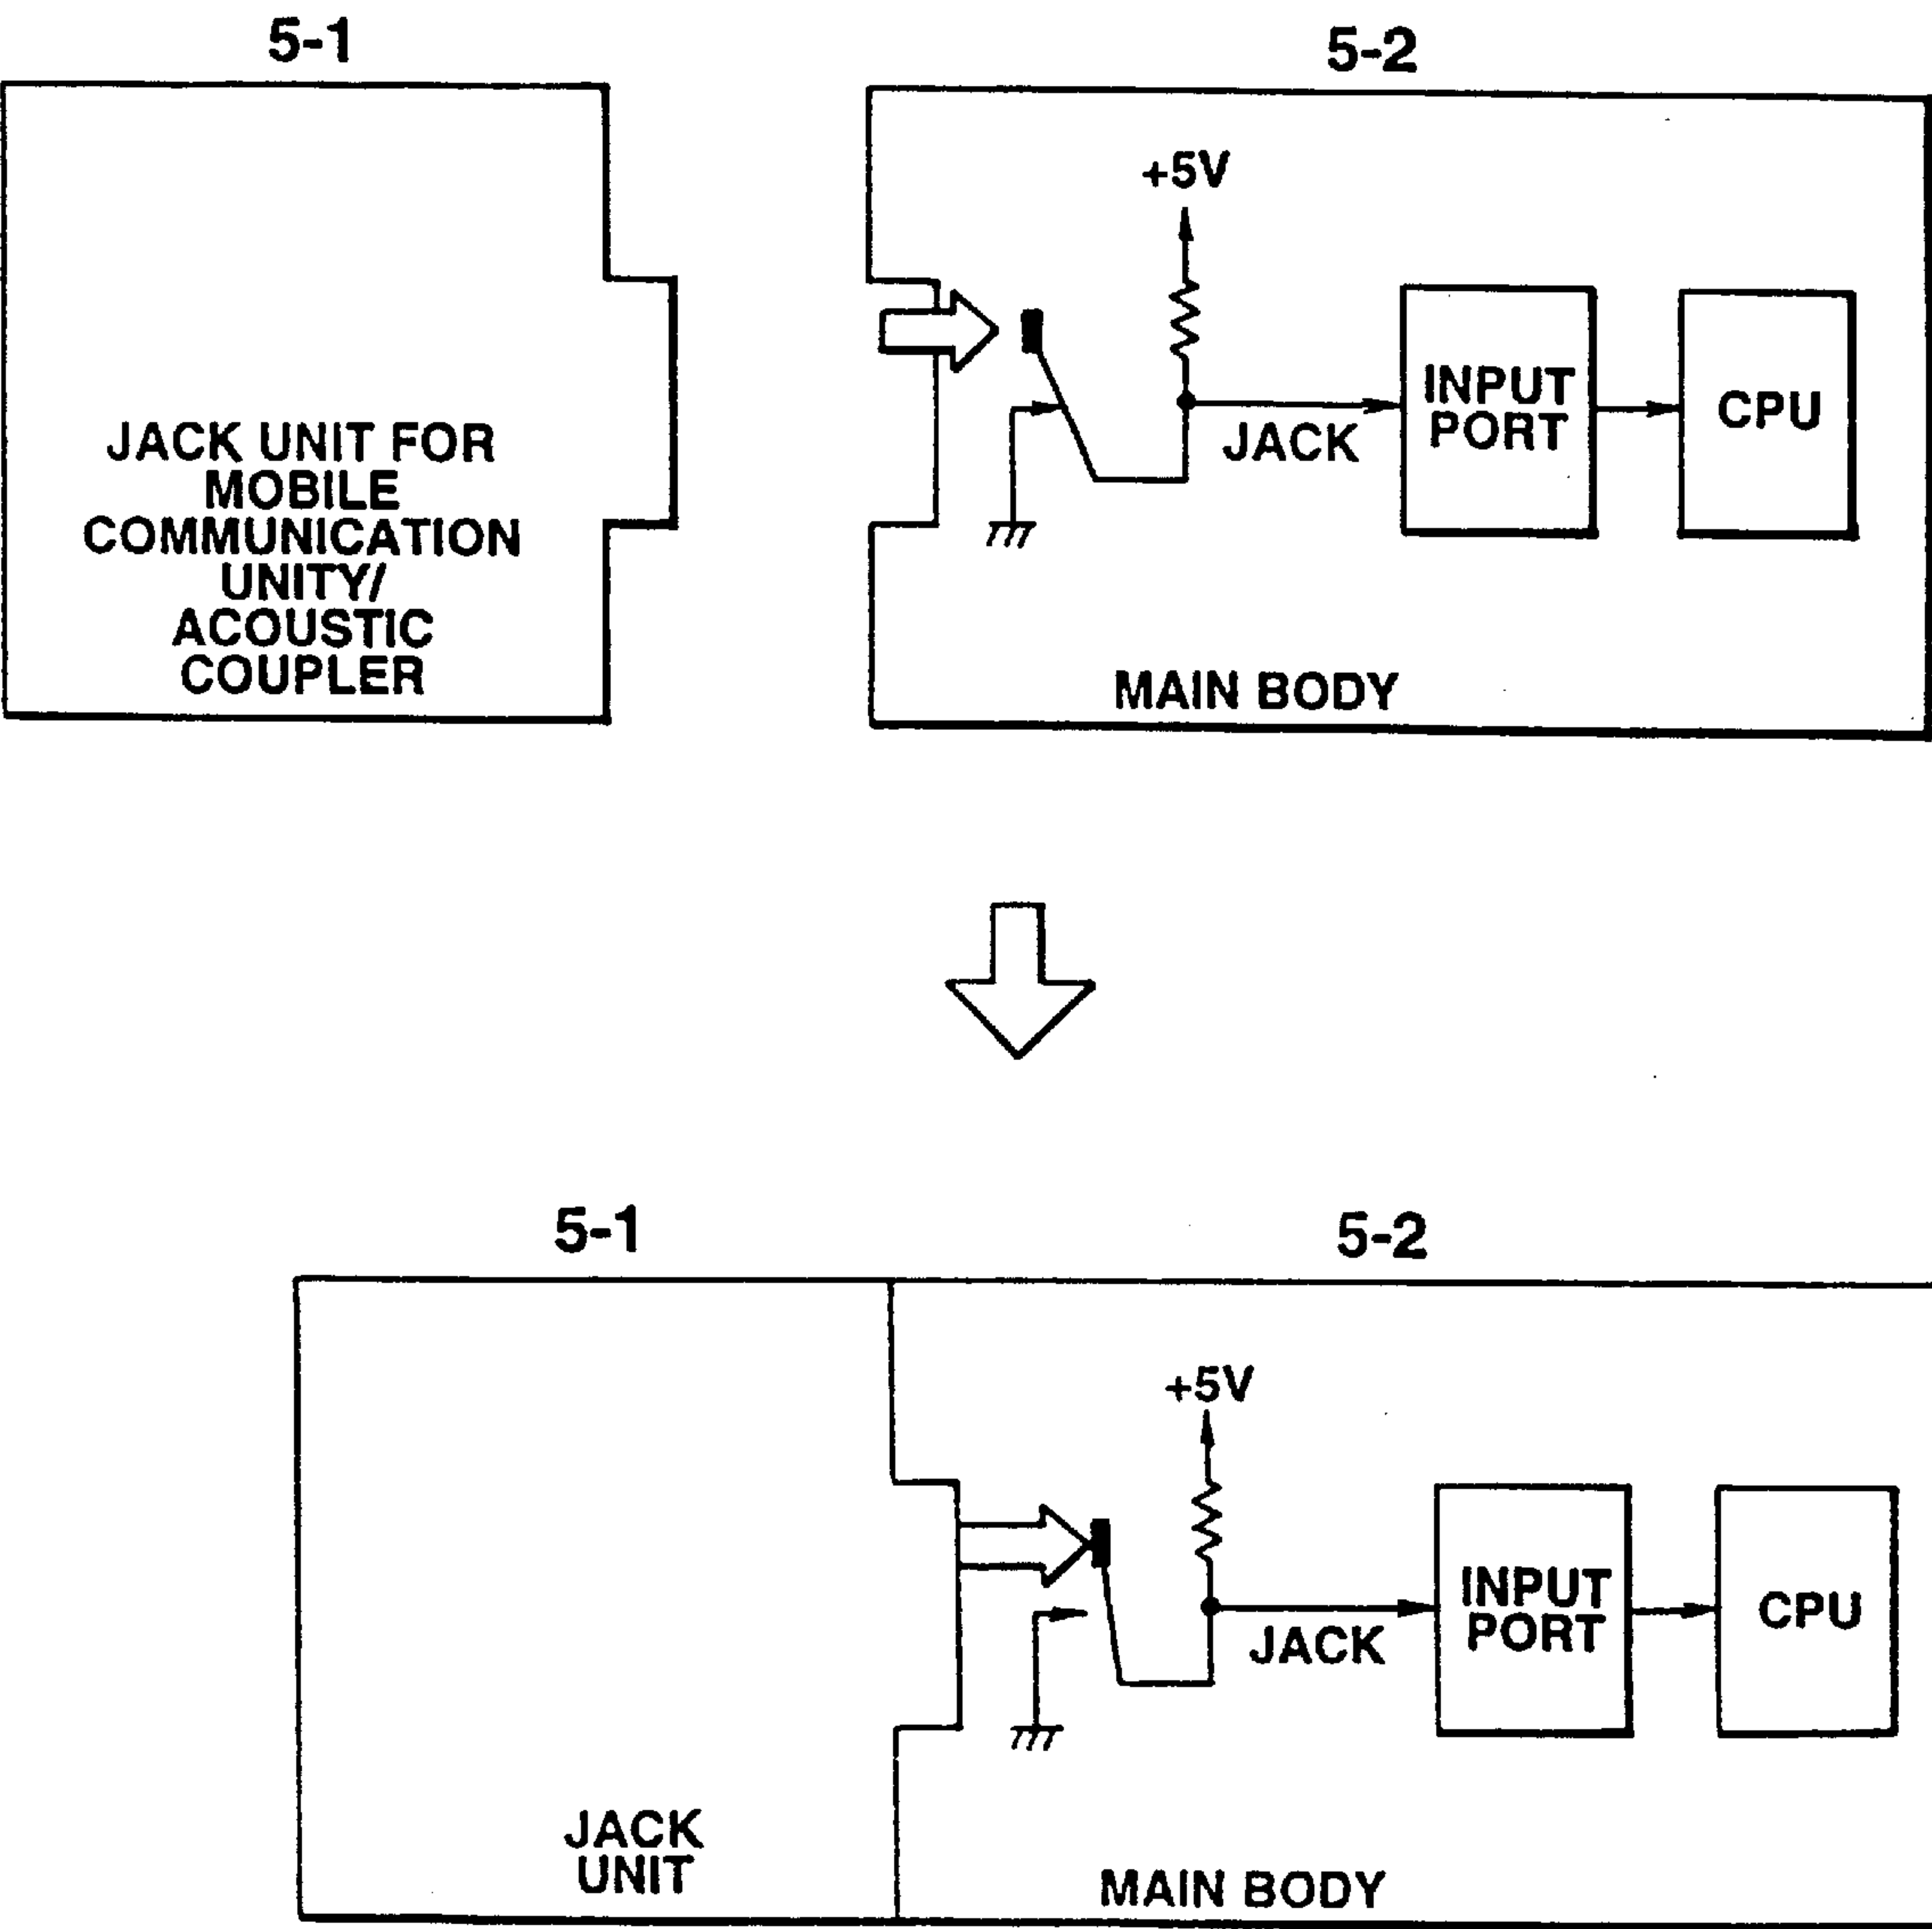 5-1
5-2
JACK UNIT FOR
MOBILE
COMMUNICATION
UNITY/
ACOUSTIC
COUPLER
+5V
JACK
INPUT
PORT
CPU
MAIN BODY
5-1
5-2
+5V
JACK
INPUT
PORT
CPU
JACK
UNIT
MAIN BODY